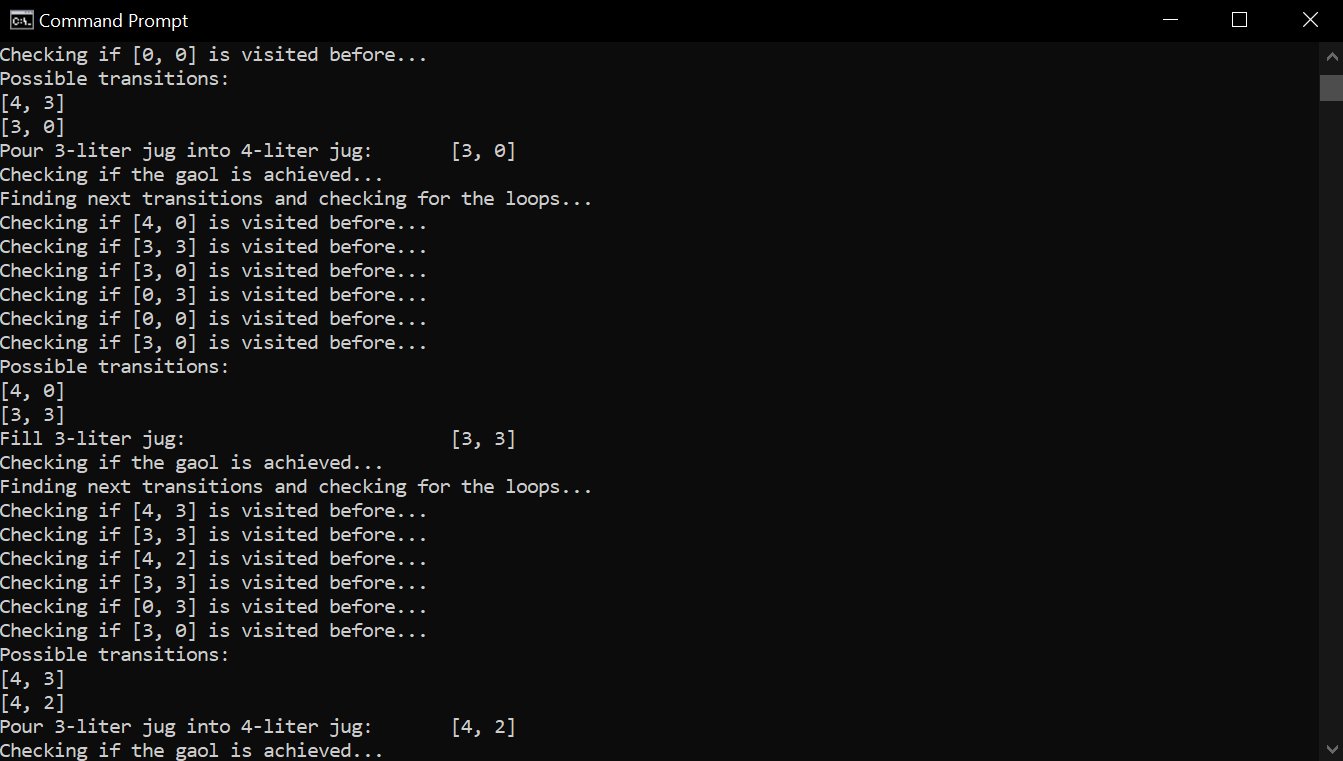 Command Prompt
Checking if [0, 0] is visited before...
Possible transitions:
[4, 3]
[3, 0]
Pour 3-liter jug into 4-liter jug:       [3, 0]
Checking if the gaol is achieved...
Finding next transitions and checking for the loops...
Checking if [4, 0] is visited before...
Checking if [3, 3] is visited before...
Checking if [3, 0] is visited before...
Checking if [0, 3] is visited before...
Checking if [0, 0] is visited before...
Checking if [3, 0] is visited before...
Possible transitions:
[4, 0]
[3, 3]
Fill 3-liter jug:                        [3, 3]
Checking if the gaol is achieved...
Finding next transitions and checking for the loops...
Checking if [4, 3] is visited before...
Checking if [3, 3] is visited before...
Checking if [4, 2] is visited before...
Checking if [3, 3] is visited before...
Checking if [0, 3] is visited before...
Checking if [3, 0] is visited before...
Possible transitions:
[4, 3]
[4, 2]
Pour 3-liter jug into 4-liter jug:       [4, 2]
Checking if the gaol is achieved...